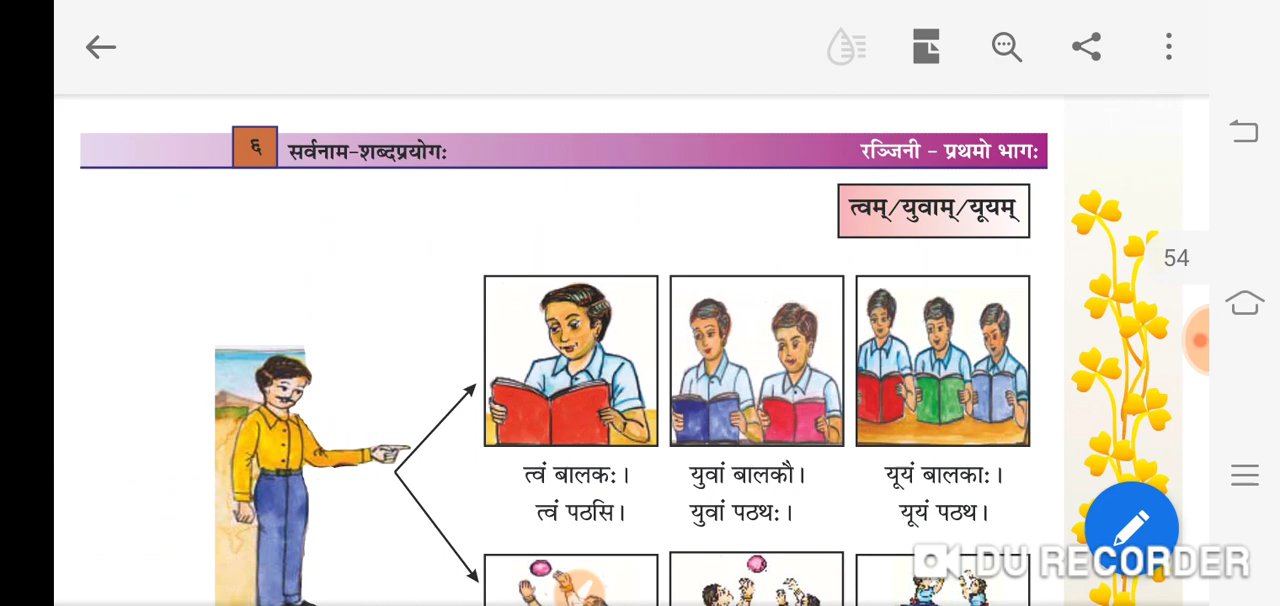 ६ सर्वनाम-शब्दप्रयोगः रञ्जिनी - प्रथमो भागः
त्वम्/युवाम्/यूयम्
54
त्वं बालकः। युवां बालकौ। यूयं बालकाः।
त्वं पठसि। युवां पठथः। यूयं पठथ।
DU RECORDER